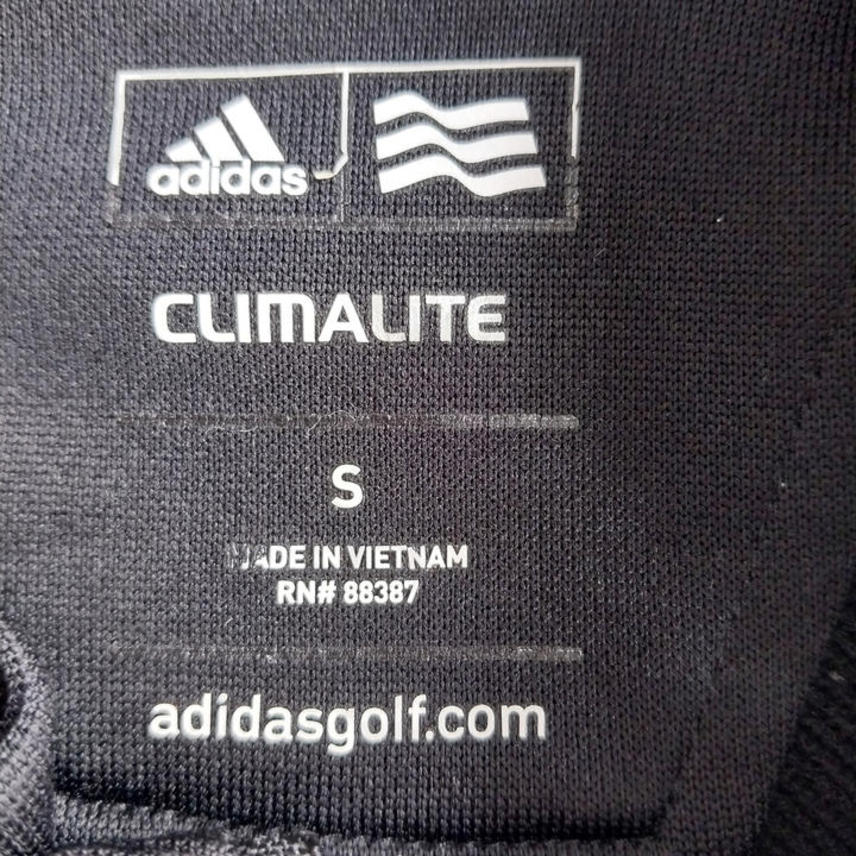 adidas
CLIMALITE
S
MADE IN VIETNAM
RN# 88387
adidasgolf.com